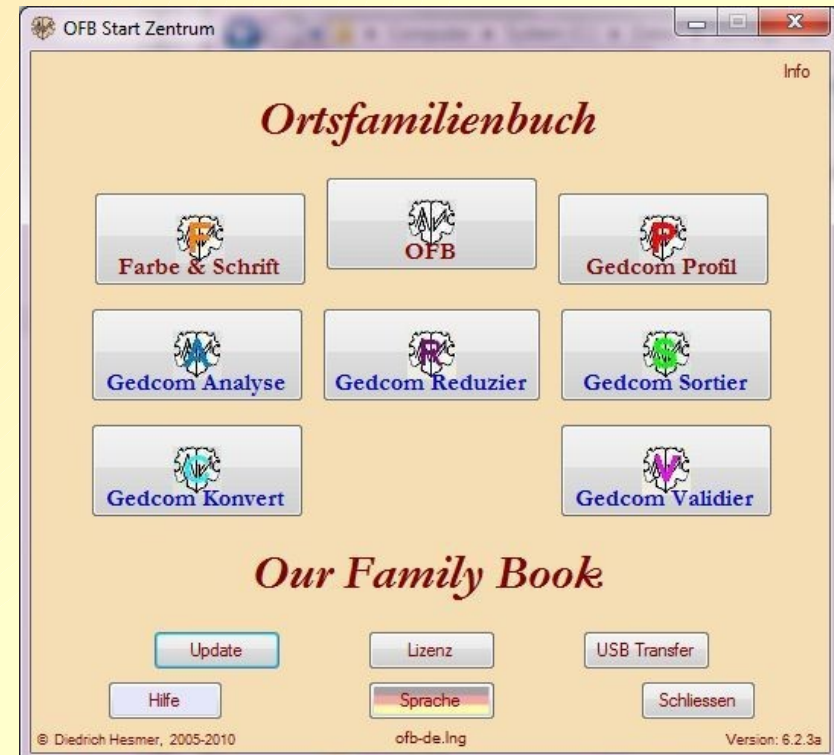 OFB Start Zentrum
Info
Ortsfamilienbuch
Farbe & Schrift
OFB
Gedcom Profil
Gedcom Analyse
Gedcom Reduzier
Gedcom Sortier
Gedcom Konvert
Gedcom Validier
Our Family Book
Update
Lizenz
USB Transfer
Hilfe
Sprache
Schliessen
© Diedrich Hesmer, 2005-2010
ofb-de.lng
Version: 6.2.3a